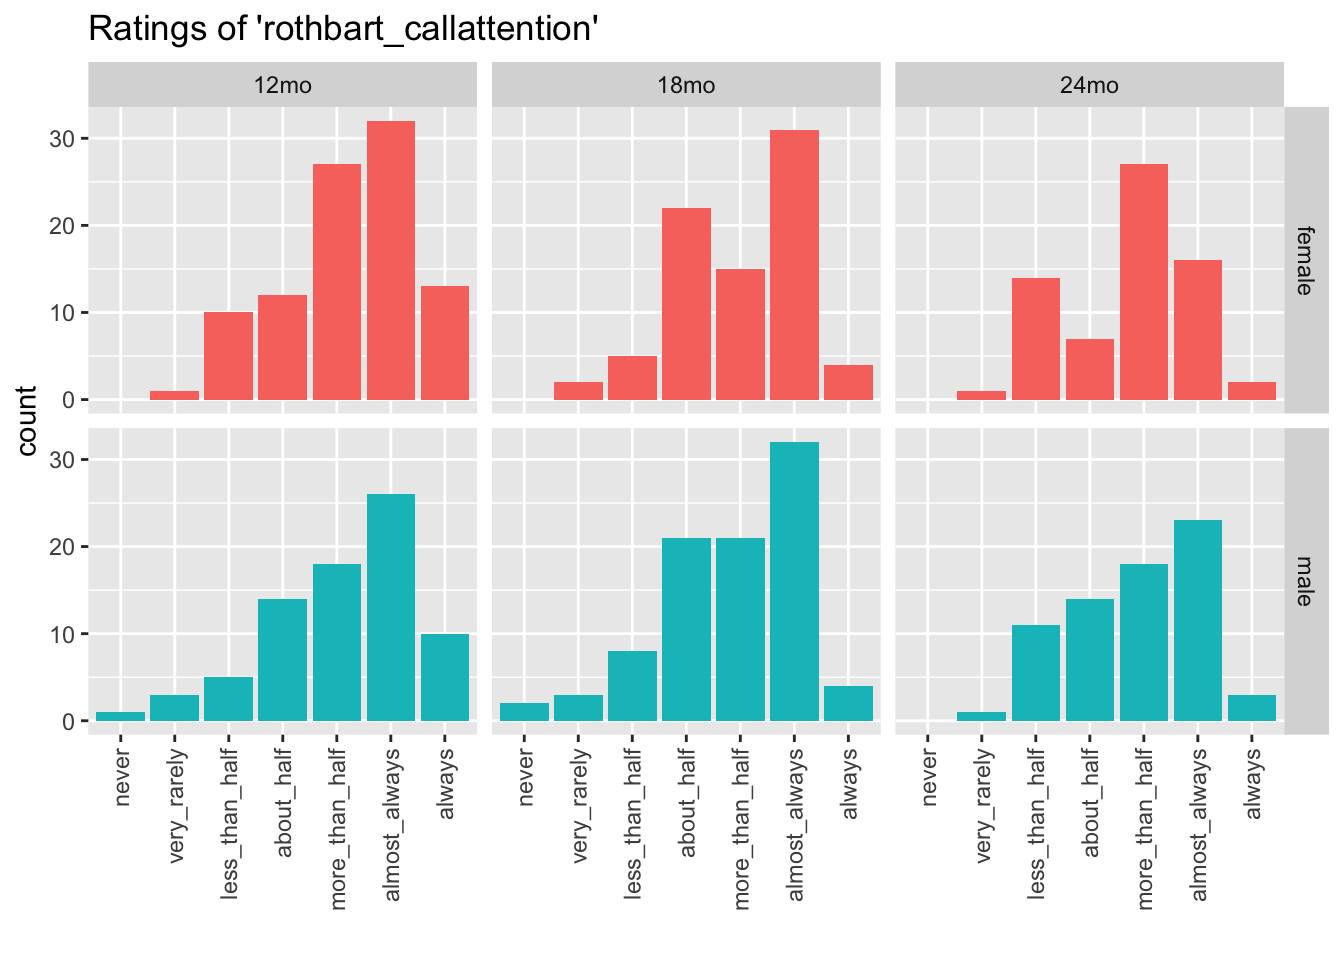 Ratings of 'rothbart_callattention'
12mo 18mo 24mo
30
20
10
0
female
count
30
20
10
0
male
never very_rarely less_than_half about_half more_than_half almost_always always
never very_rarely less_than_half about_half more_than_half almost_always always
never very_rarely less_than_half about_half more_than_half almost_always always